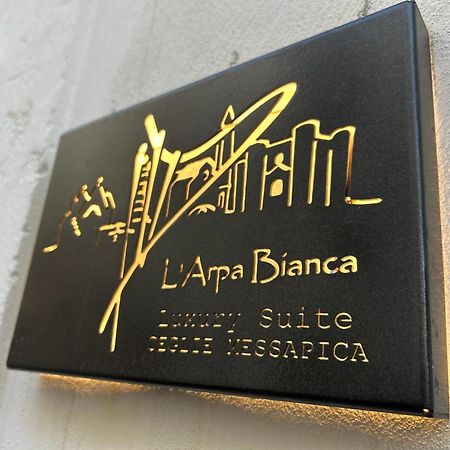 L'Arpa Bianca
Luxury Suite
CEGLIE MESSAPICA